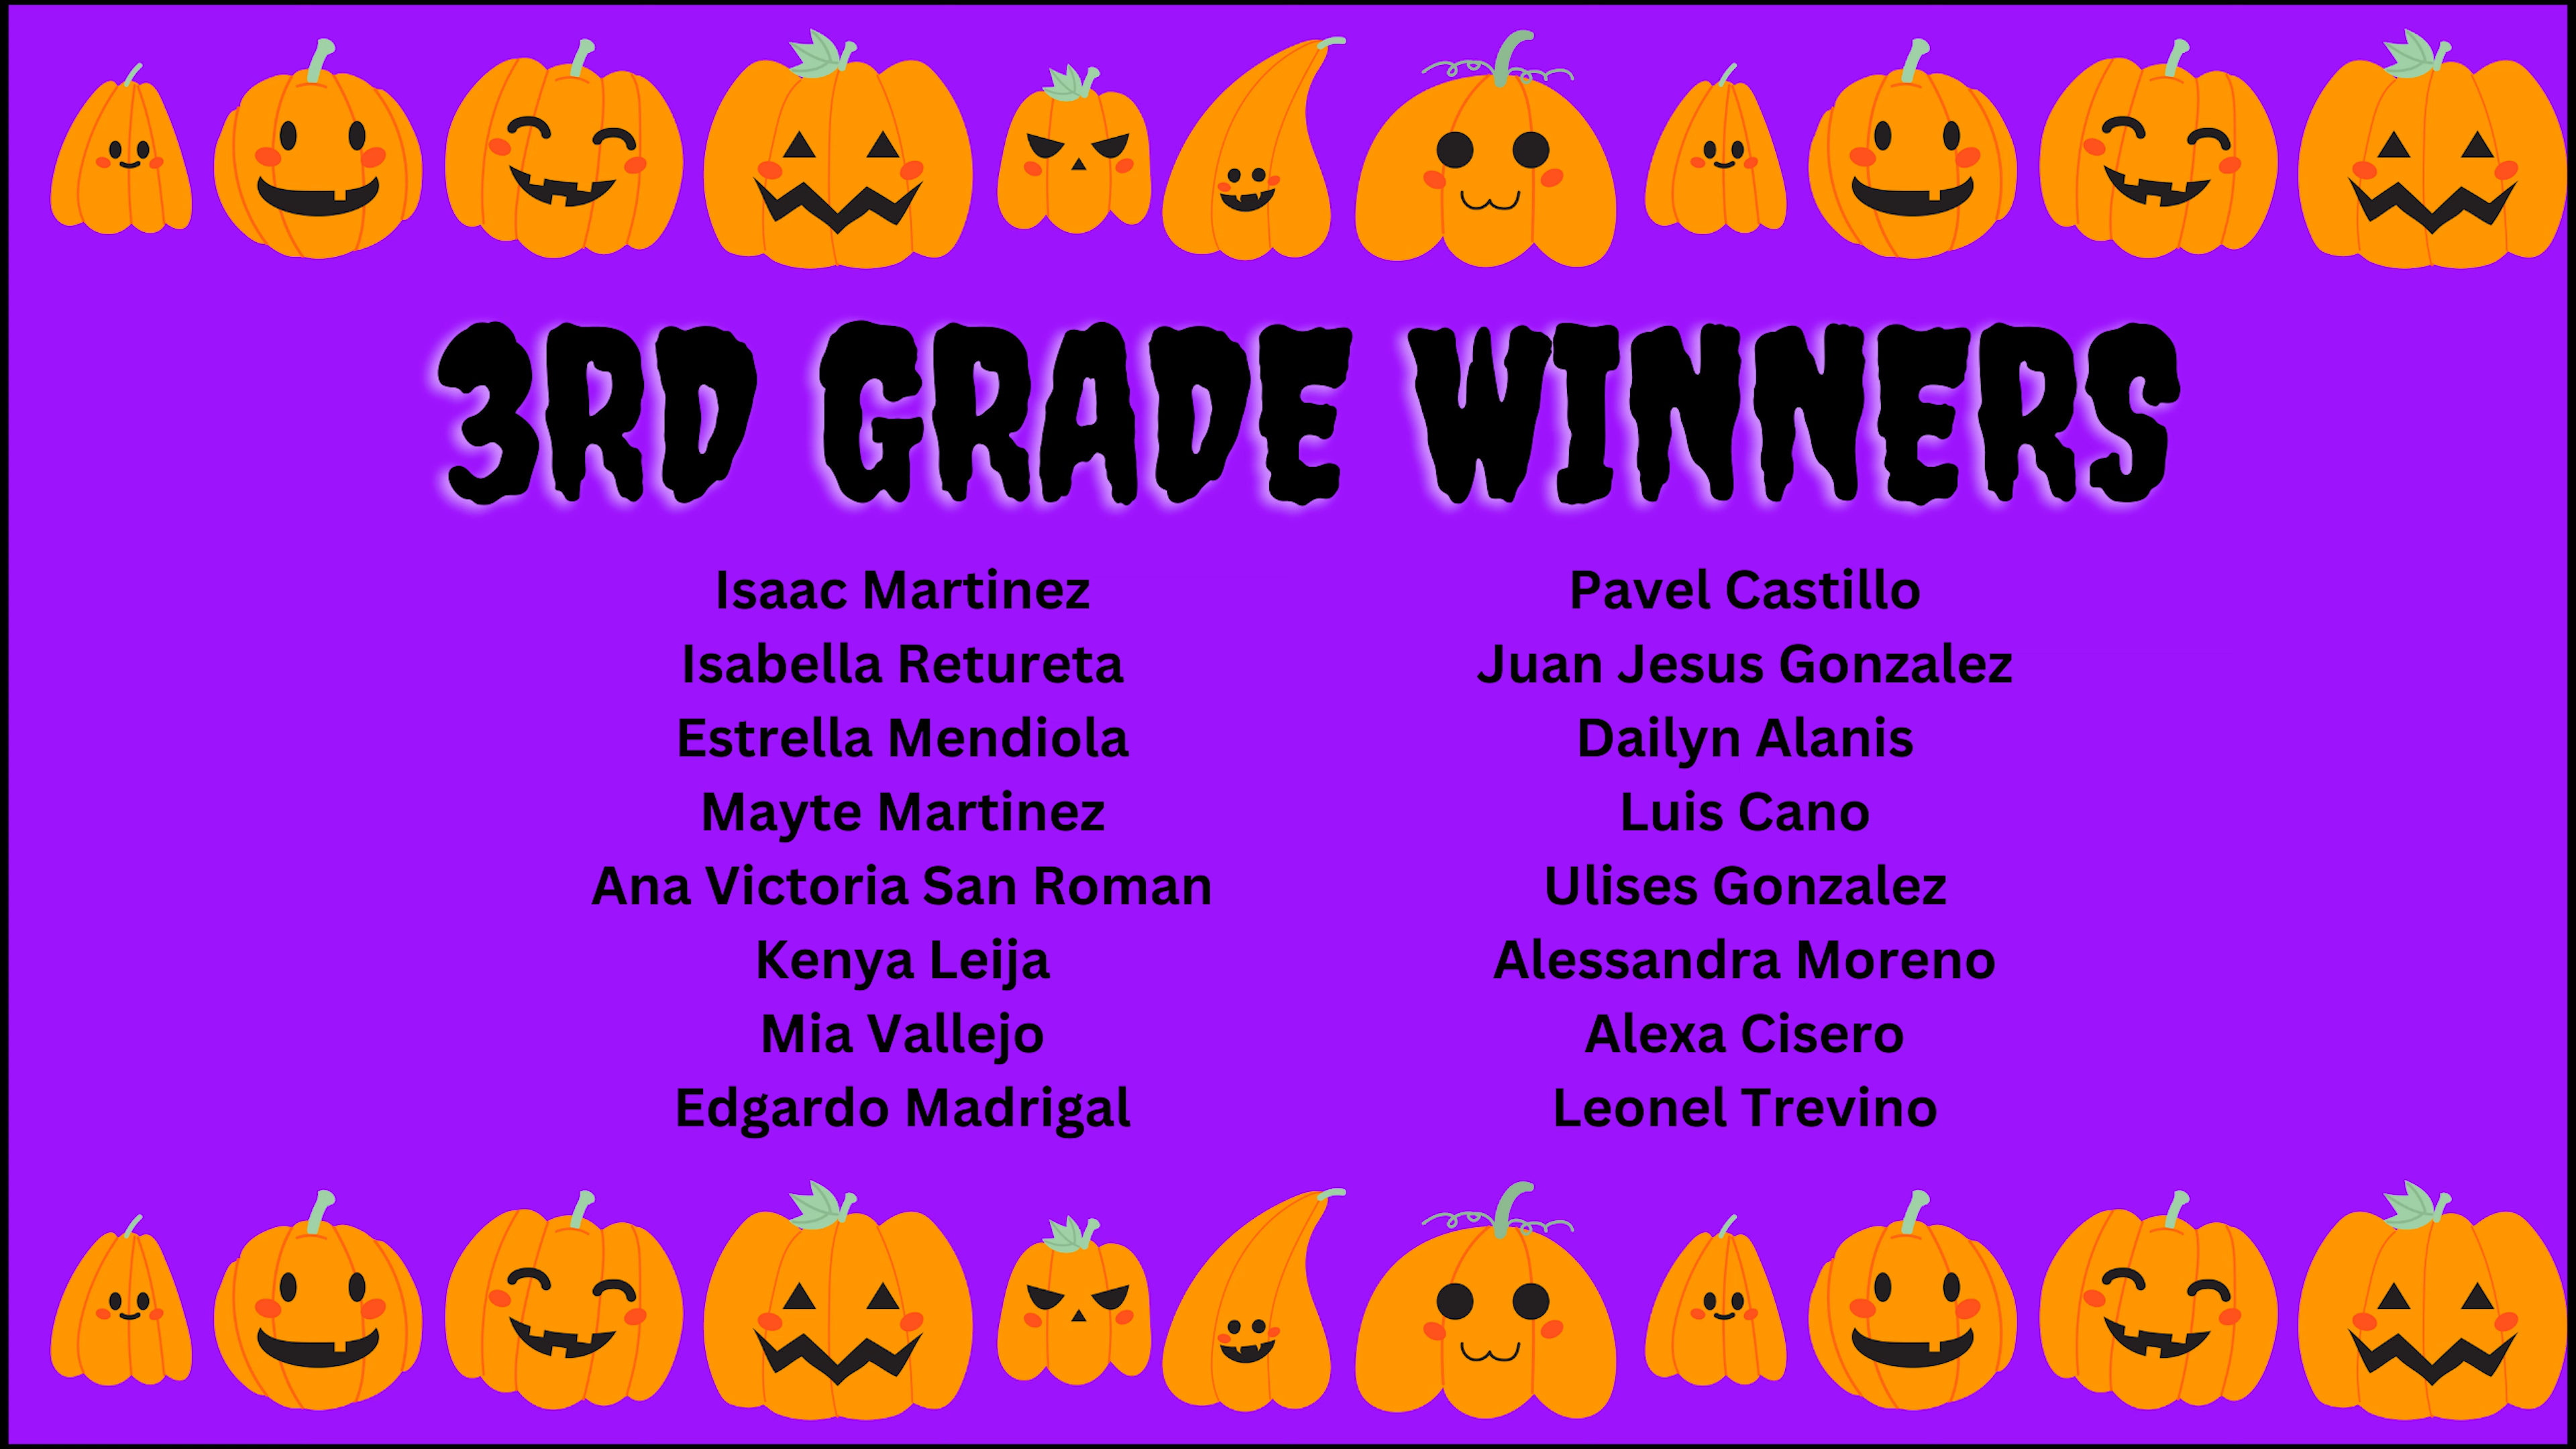 3RD GRADE WINNERS
Isaac Martinez
Isabella Retureta
Estrella Mendiola
Mayte Martinez
Ana Victoria San Roman
Kenya Leija
Mia Vallejo
Edgardo Madrigal
Pavel Castillo
Juan Jesus Gonzalez
Dailyn Alanis
Luis Cano
Ulises Gonzalez
Alessandra Moreno
Alexa Cisero
Leonel Trevino